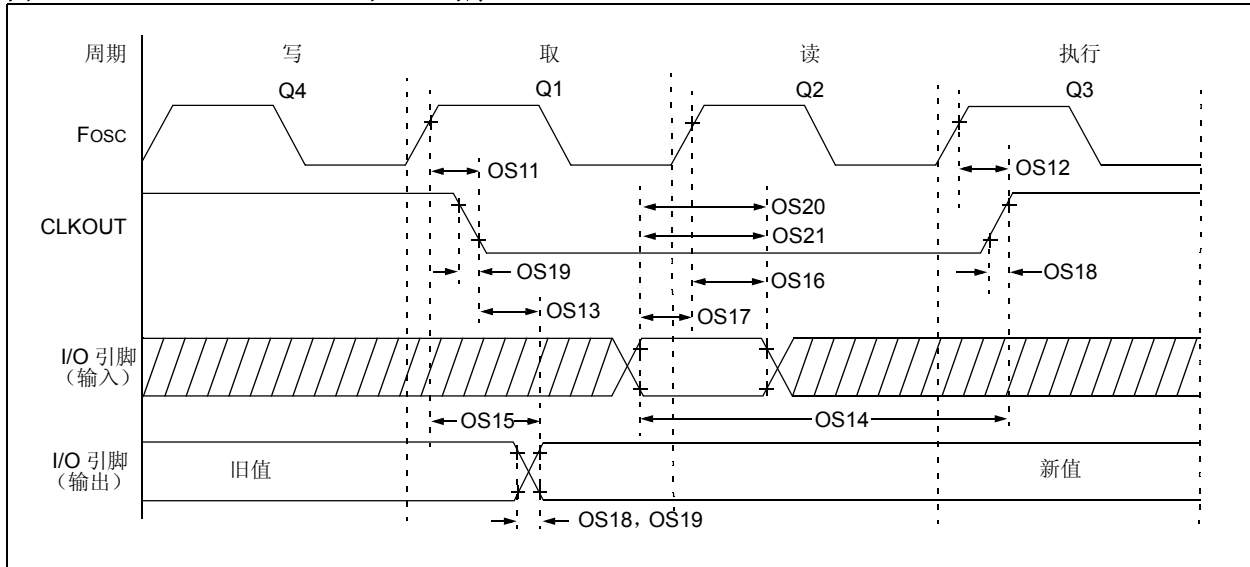 周期 写 取 读 执行
Q4 Q1 Q2 Q3
Fosc
OS11 OS12
CLKOUT
OS20
OS21
OS19 OS16 OS18
OS13 OS17
I/O 引脚
（输入）
OS15 OS14
I/O 引脚
（输出）
旧值 新值
OS18，OS19